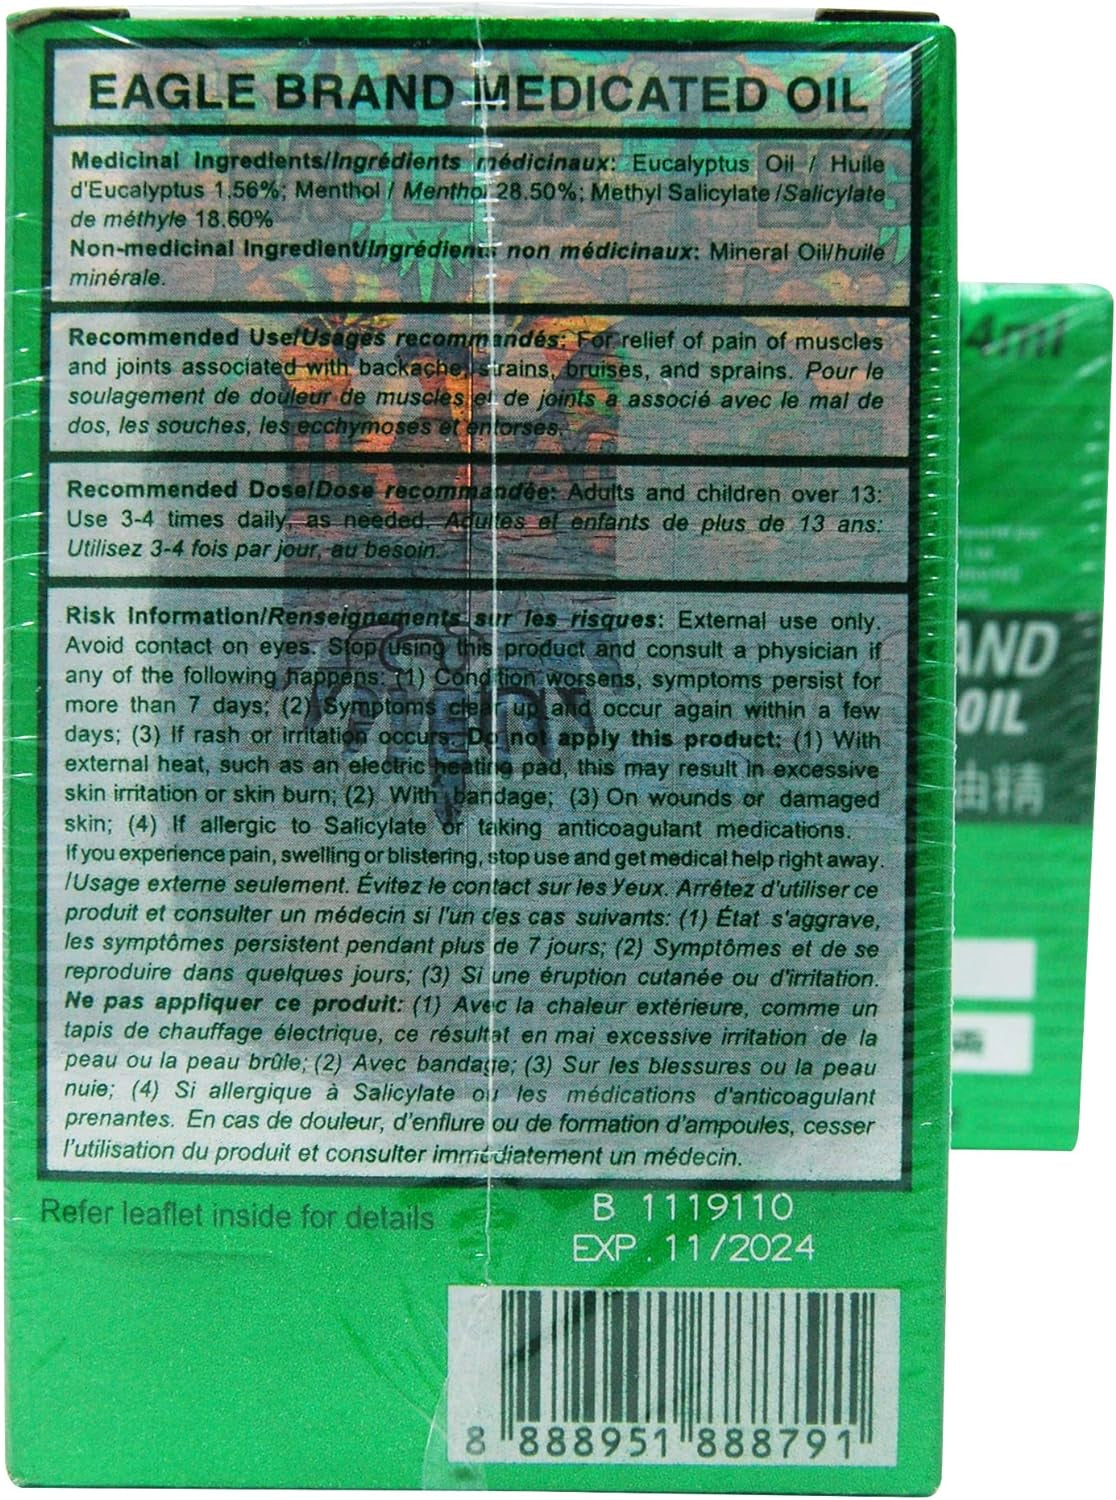 EAGLE BRAND MEDICATED OIL
Medicinal Ingredients/Ingrédients médicinaux: Eucalyptus Oil / Huile
d'Eucalyptus 1.56%; Menthol / Menthol 28.50%; Methyl Salicylate /Salicylate
de méthyle 18.60%
Non-medicinal Ingredient/Ingrédients non médicinaux: Mineral Oil/huile
minérale.
Recommended Use/Usages recommandés: For relief of pain of muscles
and joints associated with backache, strains, bruises, and sprains. Pour le
soulagement de douleur de muscles et de joints a associé avec le mal de
dos, les souches, les ecchymoses et entorses.
Recommended Dose/Dose recommandée: Adults and children over 13:
Use 3-4 times daily, as needed. Adultes et enfants de plus de 13 ans:
Utilisez 3-4 fois par jour, au besoin.
Risk Information/Renseignements sur les risques: External use only.
Avoid contact on eyes. Stop using this product and consult a physician if
any of the following happens: (1) Condition worsens, symptoms persist for
more than 7 days; (2) Symptoms clear up and occur again within a few
days; (3) If rash or irritation occurs. Do not apply this product: (1) With
external heat, such as an electric heating pad, this may result in excessive
skin irritation or skin burn; (2) With bandage; (3) On wounds or damaged
skin; (4) If allergic to Salicylate or taking anticoagulant medications.
If you experience pain, swelling or blistering, stop use and get medical help right away.
/Usage externe seulement. Évitez le contact sur les Yeux. Arrêtez d'utiliser ce
produit et consulter un médecin si l'un des cas suivants: (1) État s'aggrave,
les symptômes persistent pendant plus de 7 jours; (2) Symptômes et de se
reproduire dans quelques jours; (3) Si une éruption cutanée ou d'irritation.
Ne pas appliquer ce produit: (1) Avec la chaleur extérieure, comme un
tapis de chauffage électrique, ce résultat en mai excessive irritation de la
peau ou la peau brûle; (2) Avec bandage; (3) Sur les blessures ou la peau
nuie; (4) Si allergique à Salicylate ou les médications d'anticoagulant
prenantes. En cas de douleur, d'enflure ou de formation d'ampoules, cesser
l'utilisation du produit et consulter immédiatement un médecin.
Refer leaflet inside for details
B 1119110
EXP . 11/2024
8 888951 888791
4ml
AND
OIL
油精